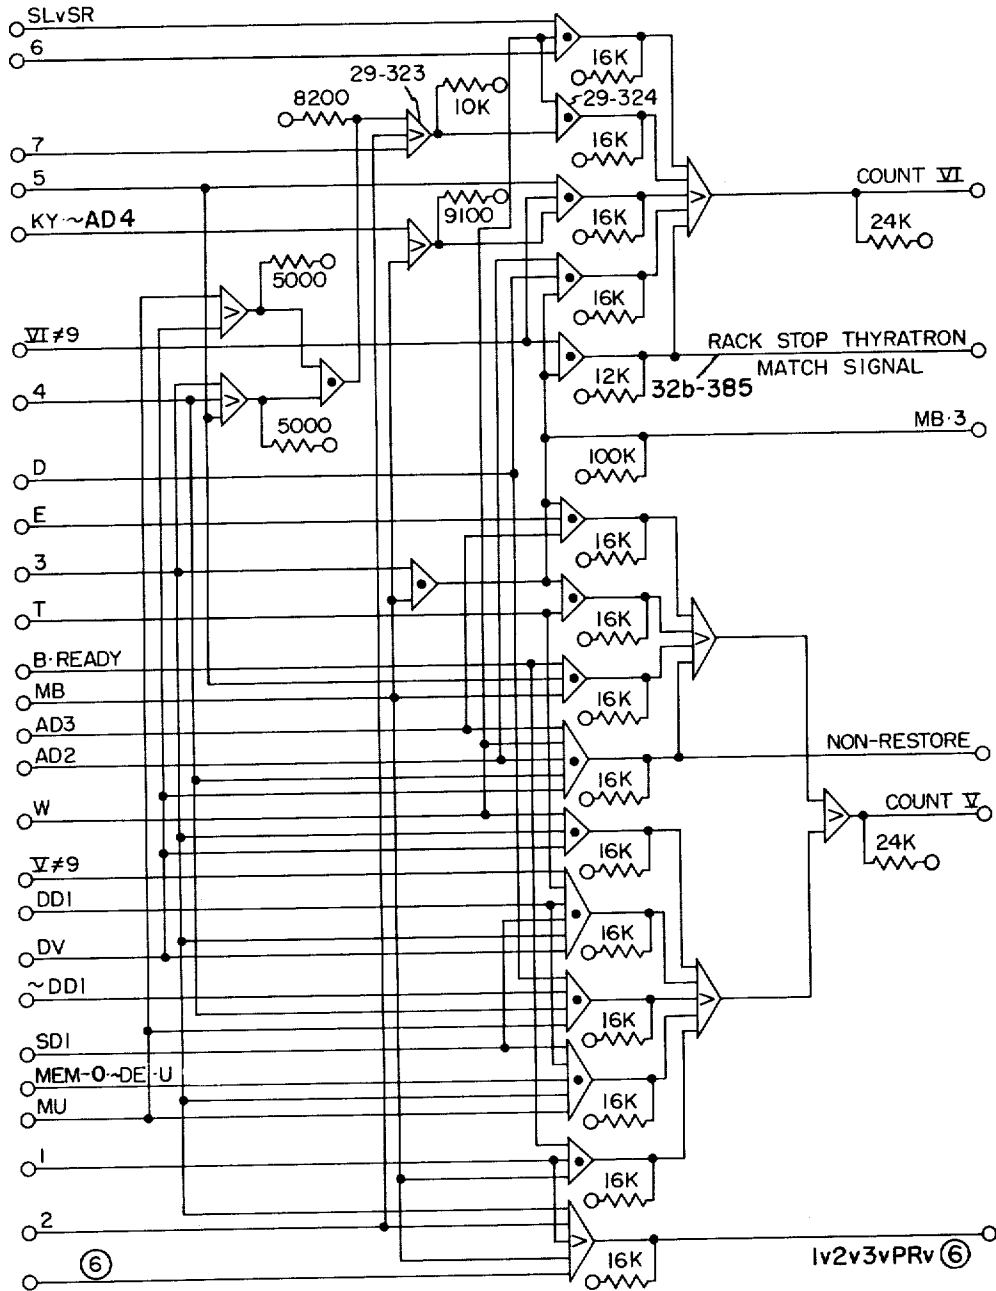 SLvSR
6
29-323
8200
10K
16K
29-324
7
16K
5
COUNT VI
KY·~AD4
9100
16K
24K
5000
16K
VI≠9
RACK STOP THYRATRON
MATCH SIGNAL
4
12K
32b-385
5000
MB·3
100K
D
E
16K
3
T
16K
B·READY
MB
16K
AD3
NON-RESTORE
AD2
16K
COUNT V
W
24K
16K
V≠9
DD1
16K
DV
~DD1
16K
SD1
MEM-O·~DE·U
MU
16K
1
16K
2
1v2v3vPRv⑥
⑥
16K